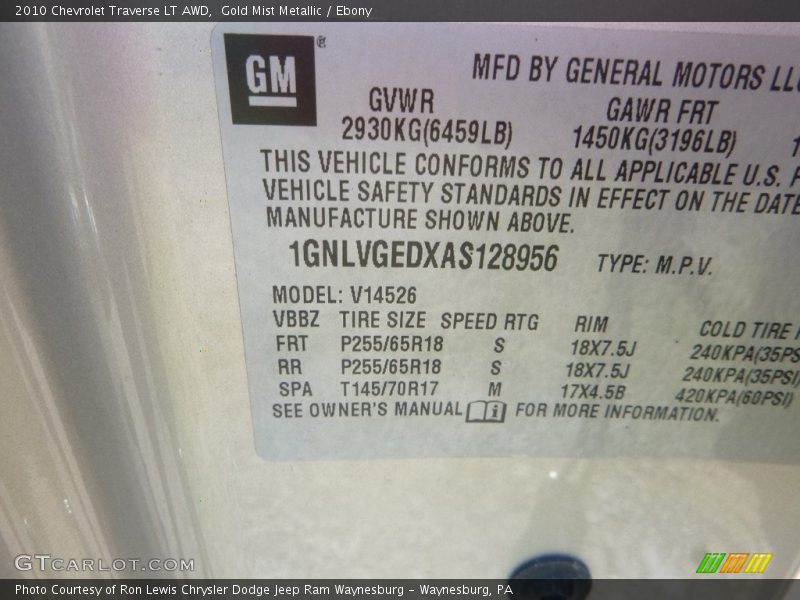 2010 Chevrolet Traverse LT AWD, Gold Mist Metallic / Ebony
GM ®
MFD BY GENERAL MOTORS
GVWR GAWR FRT
2930KG(6459LB) 1450KG(3196LB)
THIS VEHICLE CONFORMS TO ALL APPLICABLE U.S.
VEHICLE SAFETY STANDARDS IN EFFECT ON THE DATE
MANUFACTURE SHOWN ABOVE.
1GNLVGEDXAS128956 TYPE: M.P.V.
MODEL: V14526
VBBZ TIRE SIZE SPEED RTG RIM COLD TIRE
FRT P255/65R18 S 18X7.5J 240KPA(35PSI
RR P255/65R18 S 18X7.5J 240KPA(35PSI)
SPA T145/70R17 M 17X4.5B 420KPA(60PSI)
SEE OWNER'S MANUAL i FOR MORE INFORMATION.
GTCARLOT.COM
Photo Courtesy of Ron Lewis Chrysler Dodge Jeep Ram Waynesburg - Waynesburg, PA